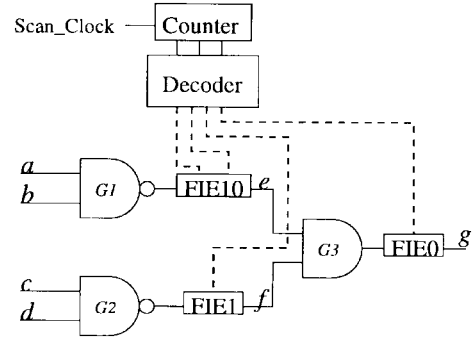 Scan_Clock
Counter
Decoder
a
b
G1
FIE10
e
c
d
G2
FIE1
f
G3
FIE0
g